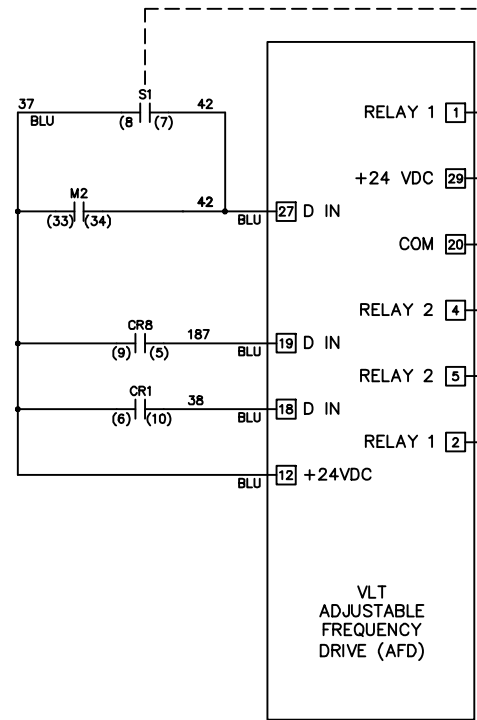 S1
37
42
BLU
(8
(7)
RELAY 1
1
+24 VDC
29
M2
42
(33)
(34)
BLU
27
D IN
COM
20
RELAY 2
4
CR8
187
(9)
(5)
BLU
19
D IN
RELAY 2
5
CR1
38
(6)
(10)
BLU
18
D IN
RELAY 1
2
BLU
12
+24VDC
VLT
ADJUSTABLE
FREQUENCY
DRIVE (AFD)